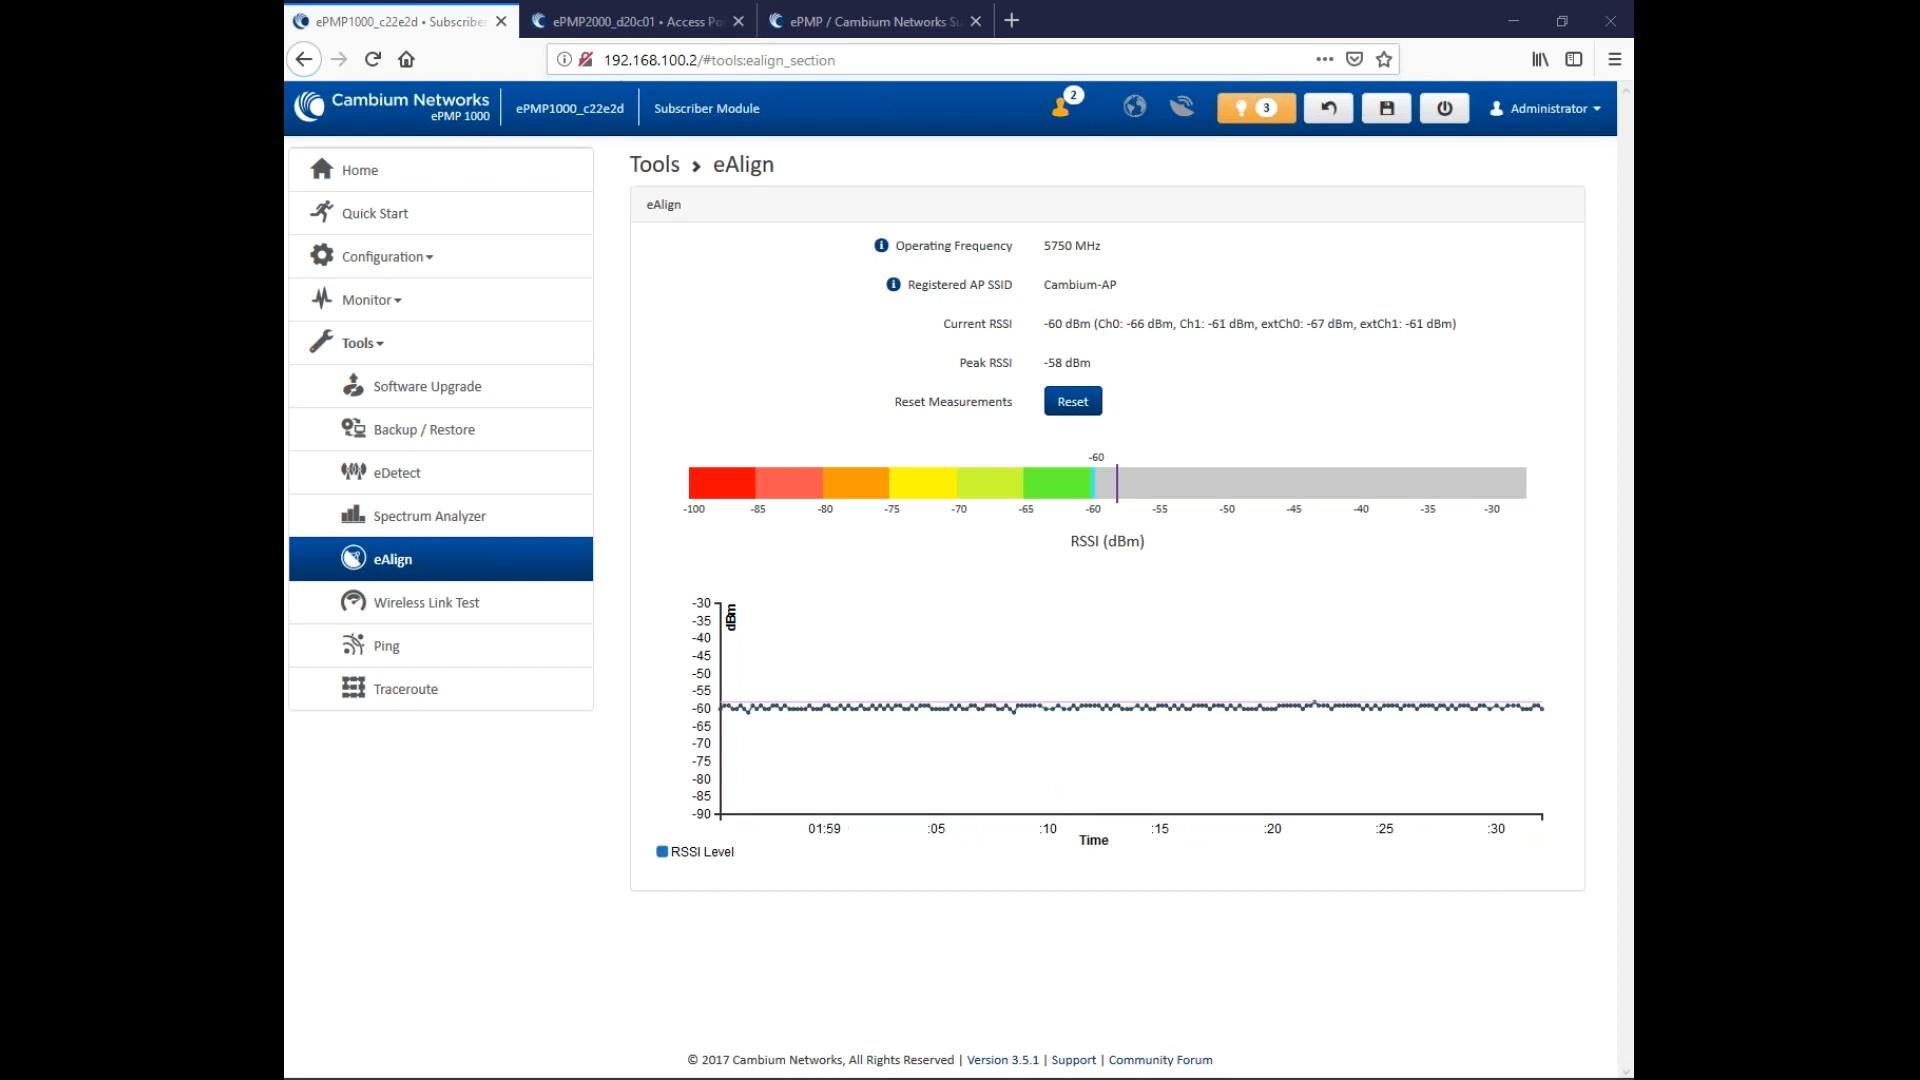 ePMP1000_c22e2d • Subscriber
ePMP2000_d20c01 • Access Po
ePMP / Cambium Networks Su
192.168.100.2/#tools:ealign_section
Cambium Networks
ePMP 1000
ePMP1000_c22e2d
Subscriber Module
2
3
Administrator
Home
Quick Start
Configuration
Monitor
Tools
Software Upgrade
Backup / Restore
eDetect
Spectrum Analyzer
eAlign
Wireless Link Test
Ping
Traceroute
Tools > eAlign
eAlign
Operating Frequency 5750 MHz
Registered AP SSID Cambium-AP
Current RSSI -60 dBm (Ch0: -66 dBm, Ch1: -61 dBm, extCh0: -67 dBm, extCh1: -61 dBm)
Peak RSSI -58 dBm
Reset Measurements Reset
-60
-100 -85 -80 -75 -70 -65 -60 -55 -50 -45 -40 -35 -30
RSSI (dBm)
dBm
-30
-35
-40
-45
-50
-55
-60
-65
-70
-75
-80
-85
-90
01:59 :05 :10 :15 :20 :25 :30
Time
RSSI Level
© 2017 Cambium Networks, All Rights Reserved | Version 3.5.1 | Support | Community Forum